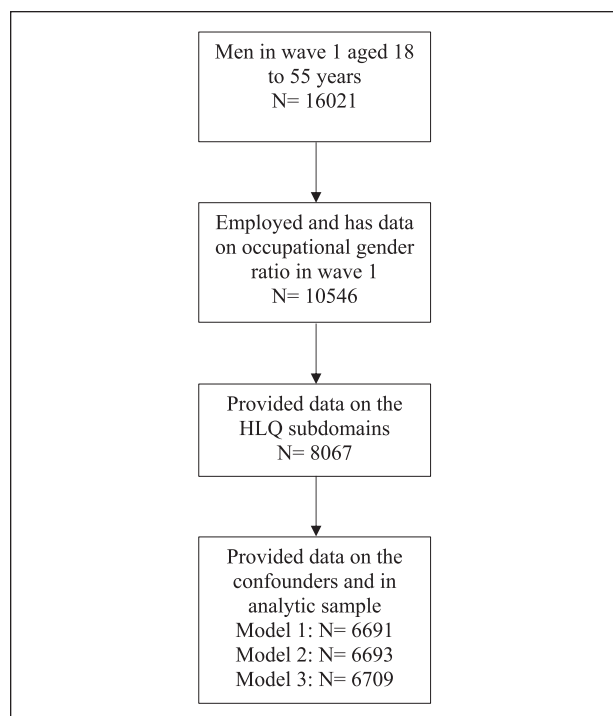 Men in wave 1 aged 18
to 55 years
N= 16021
Employed and has data
on occupational gender
ratio in wave 1
N= 10546
Provided data on the
HLQ subdomains
N= 8067
Provided data on the
confounders and in
analytic sample
Model 1: N= 6691
Model 2: N= 6693
Model 3: N= 6709